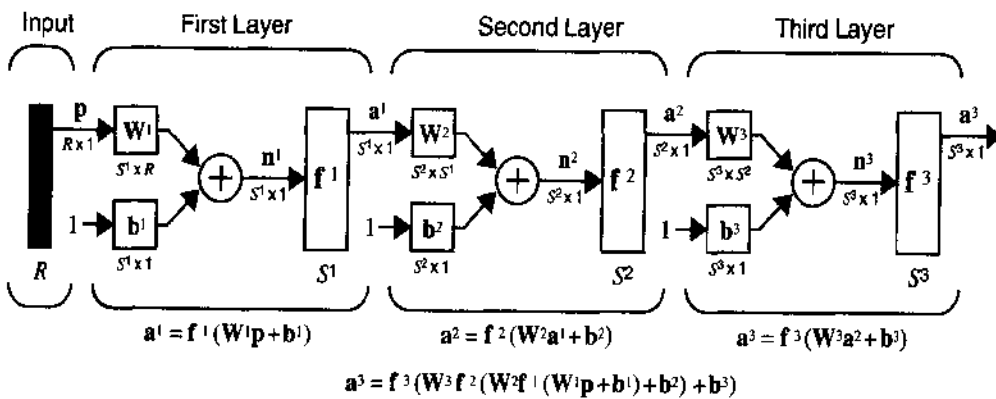 Input First Layer Second Layer Third Layer
p a¹ a² a³
W¹ W² W³
R x 1 S¹ x 1 S² x 1 S³ x 1
S¹ x R n¹ S² x S¹ n² S³ x S² n³
+ f ¹ + f ² + f ³
S¹ x 1 S² x 1 S³ x 1
1 b¹ 1 b² 1 b³
S¹ x 1 S² x 1 S³ x 1
R S¹ S² S³
a¹ = f ¹ (W¹p + b¹) a² = f ² (W²a¹ + b²) a³ = f ³ (W³a² + b³)
a³ = f ³ (W³ f ² (W² f ¹ (W¹p + b¹) + b²) + b³)